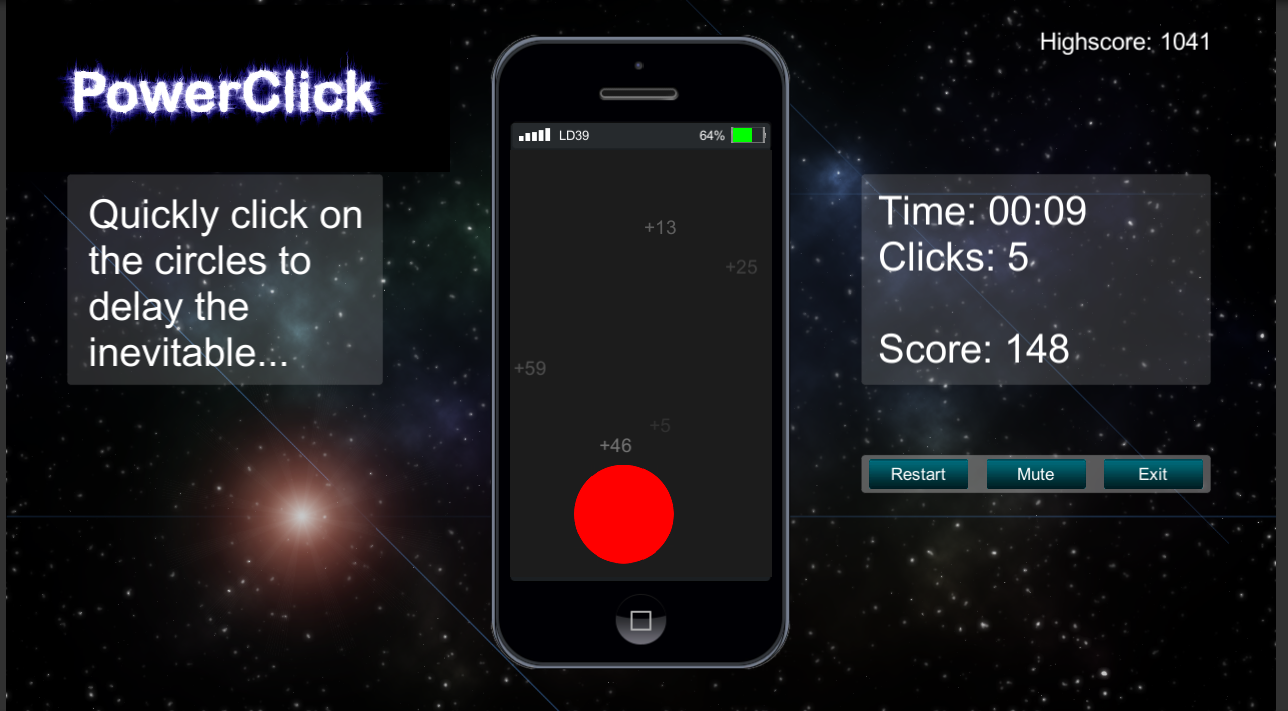 Highscore: 1041
PowerClick
LD39
64%
Quickly click on
the circles to
delay the
inevitable...
+13
+25
+59
+5
+46
Time: 00:09
Clicks: 5
Score: 148
Restart
Mute
Exit